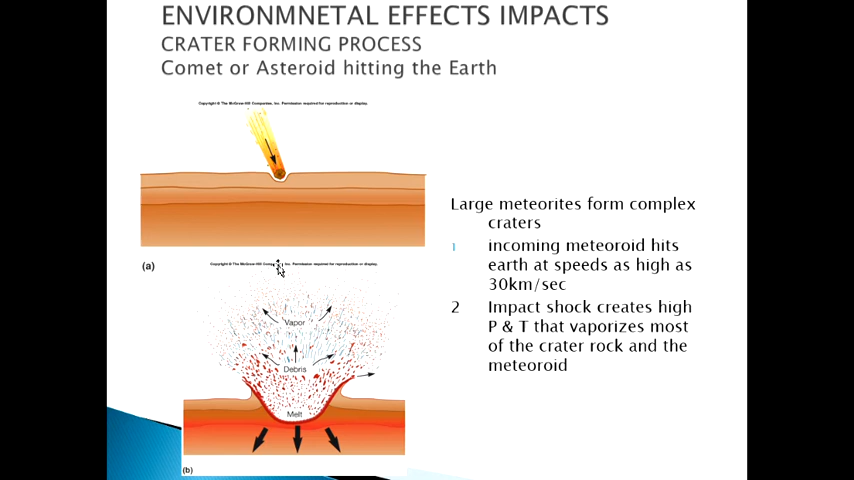 ENVIRONMNETAL EFFECTS IMPACTS
CRATER FORMING PROCESS
Comet or Asteroid hitting the Earth
Copyright © The McGraw-Hill Companies, Inc. Permission required for reproduction or display.
(a)
Large meteorites form complex
craters
1 incoming meteoroid hits
earth at speeds as high as
30km/sec
2 Impact shock creates high
P & T that vaporizes most
of the crater rock and the
meteoroid
Copyright © The McGraw-Hill Inc. Permission required for reproduction or display.
Vapor
Debris
Melt
(b)